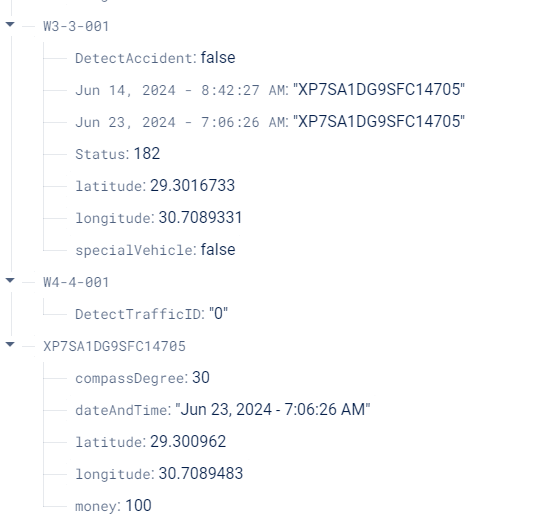 W3-3-001
DetectAccident: false
Jun 14, 2024 - 8:42:27 AM: "XP7SA1DG9SFC14705"
Jun 23, 2024 - 7:06:26 AM: "XP7SA1DG9SFC14705"
Status: 182
latitude: 29.3016733
longitude: 30.7089331
specialVehicle: false
W4-4-001
DetectTrafficID: "0"
XP7SA1DG9SFC14705
compassDegree: 30
dateAndTime: "Jun 23, 2024 - 7:06:26 AM"
latitude: 29.300962
longitude: 30.7089483
money: 100